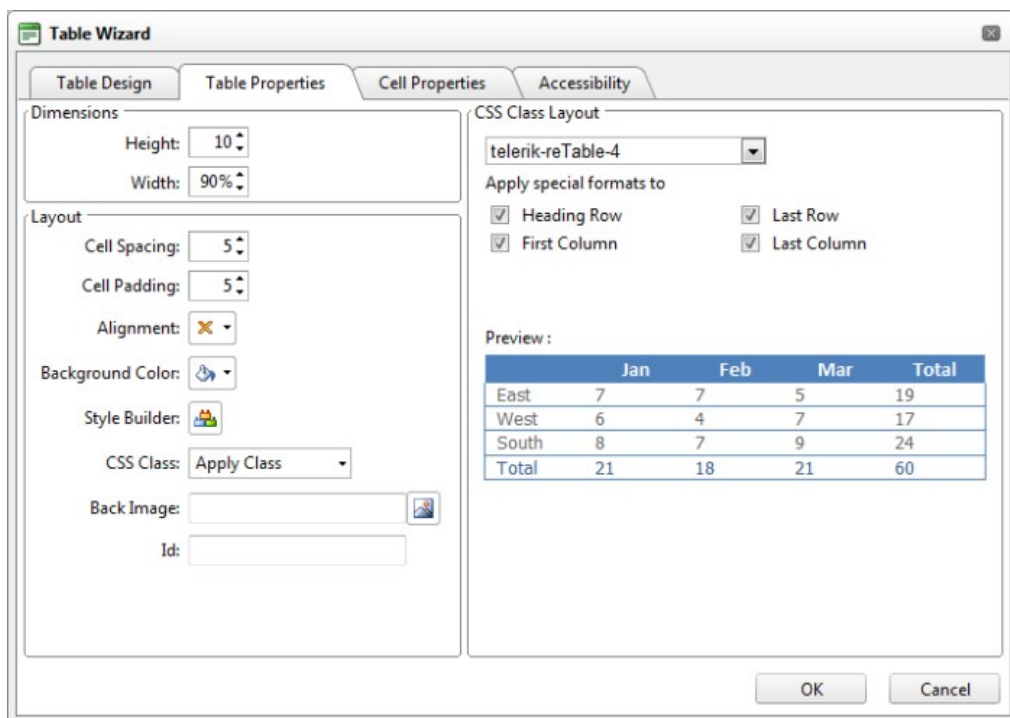 Table Wizard
Table Design Table Properties Cell Properties Accessibility
Dimensions
Height: 10
Width: 90%
Layout
Cell Spacing: 5
Cell Padding: 5
Alignment:
Background Color:
Style Builder:
CSS Class: Apply Class
Back Image:
Id:
CSS Class Layout
telerik-reTable-4
Apply special formats to
Heading Row Last Row
First Column Last Column
Preview :
Jan Feb Mar Total
East 7 7 5 19
West 6 4 7 17
South 8 7 9 24
Total 21 18 21 60
OK Cancel